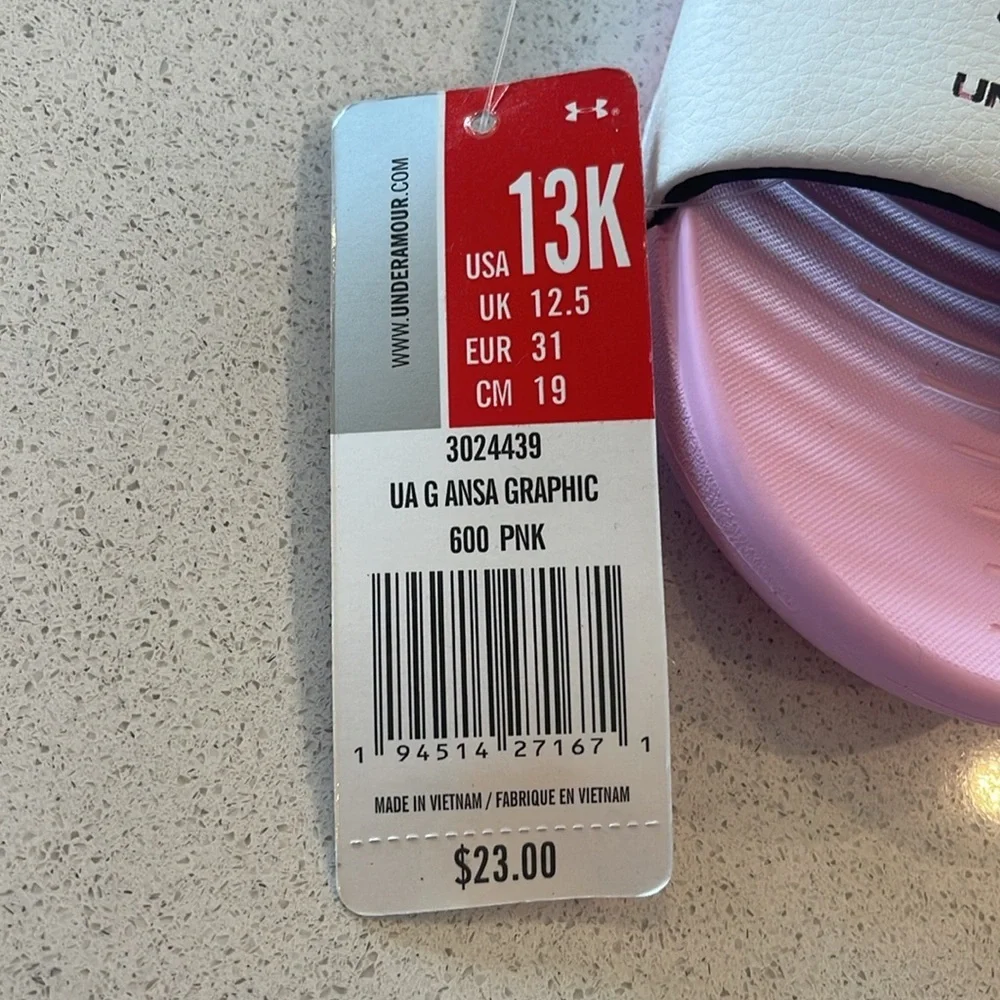 WWW.UNDERAMOUR.COM
USA 13K
UK 12.5
EUR 31
CM 19
3024439
UA G ANSA GRAPHIC
600 PNK
1 94514 27167 1
MADE IN VIETNAM / FABRIQUE EN VIETNAM
$23.00